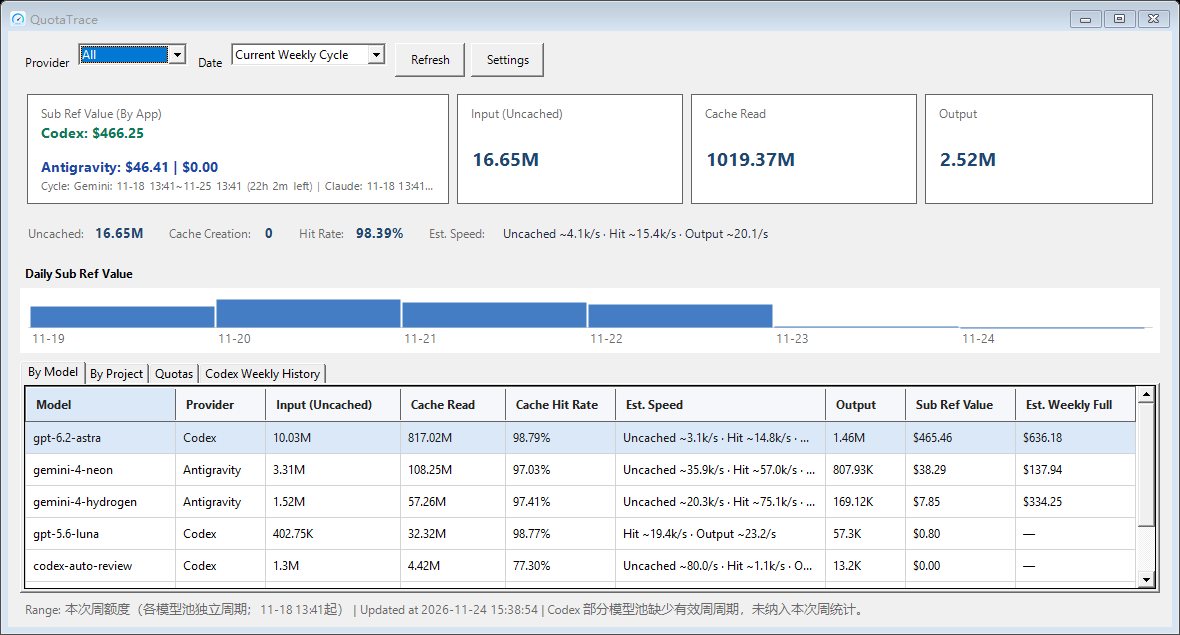 QuotaTrace
Provider All Date Current Weekly Cycle Refresh Settings
Sub Ref Value (By App)
Codex: $466.25
Antigravity: $46.41 | $0.00
Cycle: Gemini: 11-18 13:41~11-25 13:41 (22h 2m left) | Claude: 11-18 13:41...
Input (Uncached)
16.65M
Cache Read
1019.37M
Output
2.52M
Uncached: 16.65M Cache Creation: 0 Hit Rate: 98.39% Est. Speed: Uncached ~4.1k/s · Hit ~15.4k/s · Output ~20.1/s
Daily Sub Ref Value
11-19 11-20 11-21 11-22 11-23 11-24
By Model By Project Quotas Codex Weekly History
Model Provider Input (Uncached) Cache Read Cache Hit Rate Est. Speed Output Sub Ref Value Est. Weekly Full
gpt-6.2-astra Codex 10.03M 817.02M 98.79% Uncached ~3.1k/s · Hit ~14.8k/s · ... 1.46M $465.46 $636.18
gemini-4-neon Antigravity 3.31M 108.25M 97.03% Uncached ~35.9k/s · Hit ~57.0k/s · ... 807.93K $38.29 $137.94
gemini-4-hydrogen Antigravity 1.52M 57.26M 97.41% Uncached ~20.3k/s · Hit ~75.1k/s · ... 169.12K $7.85 $334.25
gpt-5.6-luna Codex 402.75K 32.32M 98.77% Hit ~19.4k/s · Output ~23.2/s 57.3K $0.80 —
codex-auto-review Codex 1.3M 4.42M 77.30% Uncached ~80.0/s · Hit ~1.1k/s · O... 13.2K $0.00 —
Range: 本次周额度（各模型池独立周期；11-18 13:41起） | Updated at 2026-11-24 15:38:54 | Codex 部分模型池缺少有效周周期，未纳入本次周统计。